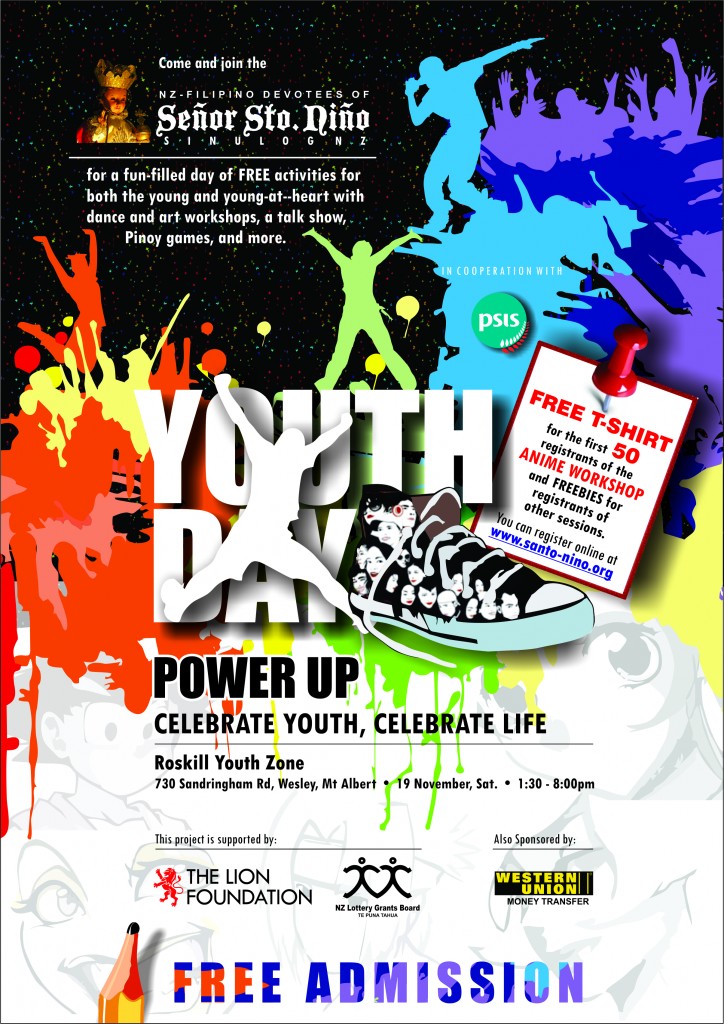 Come and join the
NZ-FILIPINO DEVOTEES OF
Señor Sto. Niño
SINULOG NZ
for a fun-filled day of FREE activities for
both the young and young-at--heart with
dance and art workshops, a talk show,
Pinoy games, and more.
IN COOPERATION WITH
psis
FREE T-SHIRT
for the first 50
registrants of the
ANIME WORKSHOP
and FREEBIES for
registrants of
other sessions.
You can register online at
www.santo-nino.org
YOUTH
DAY
POWER UP
CELEBRATE YOUTH, CELEBRATE LIFE
Roskill Youth Zone
730 Sandringham Rd, Wesley, Mt Albert • 19 November, Sat. • 1:30 - 8:00pm
This project is supported by:
Also Sponsored by:
THE LION
FOUNDATION
NZ Lottery Grants Board
TE PUNA TAHUA
WESTERN
UNION
MONEY TRANSFER
FREE ADMISSION